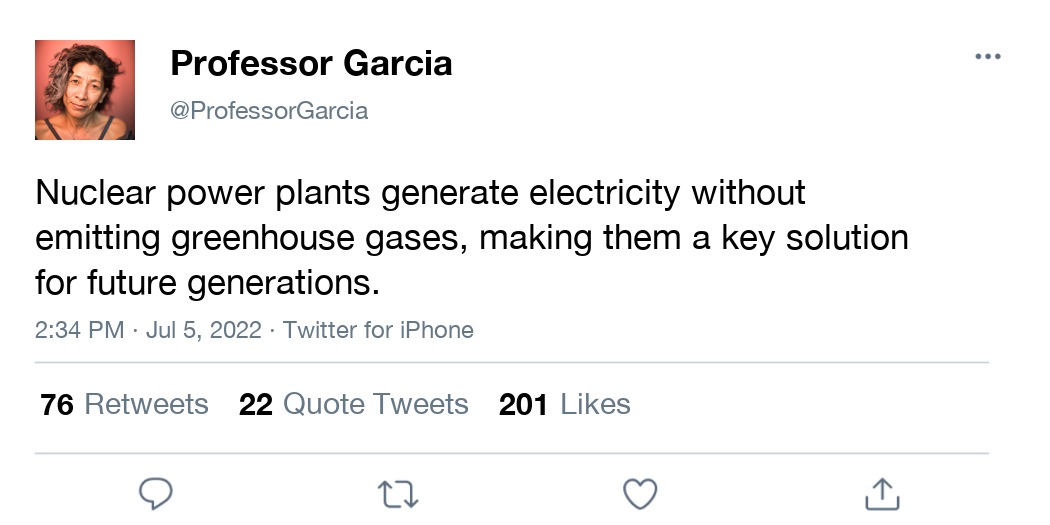 Professor Garcia
@ProfessorGarcia
Nuclear power plants generate electricity without
emitting greenhouse gases, making them a key solution
for future generations.
2:34 PM · Jul 5, 2022 · Twitter for iPhone
76 Retweets 22 Quote Tweets 201 Likes